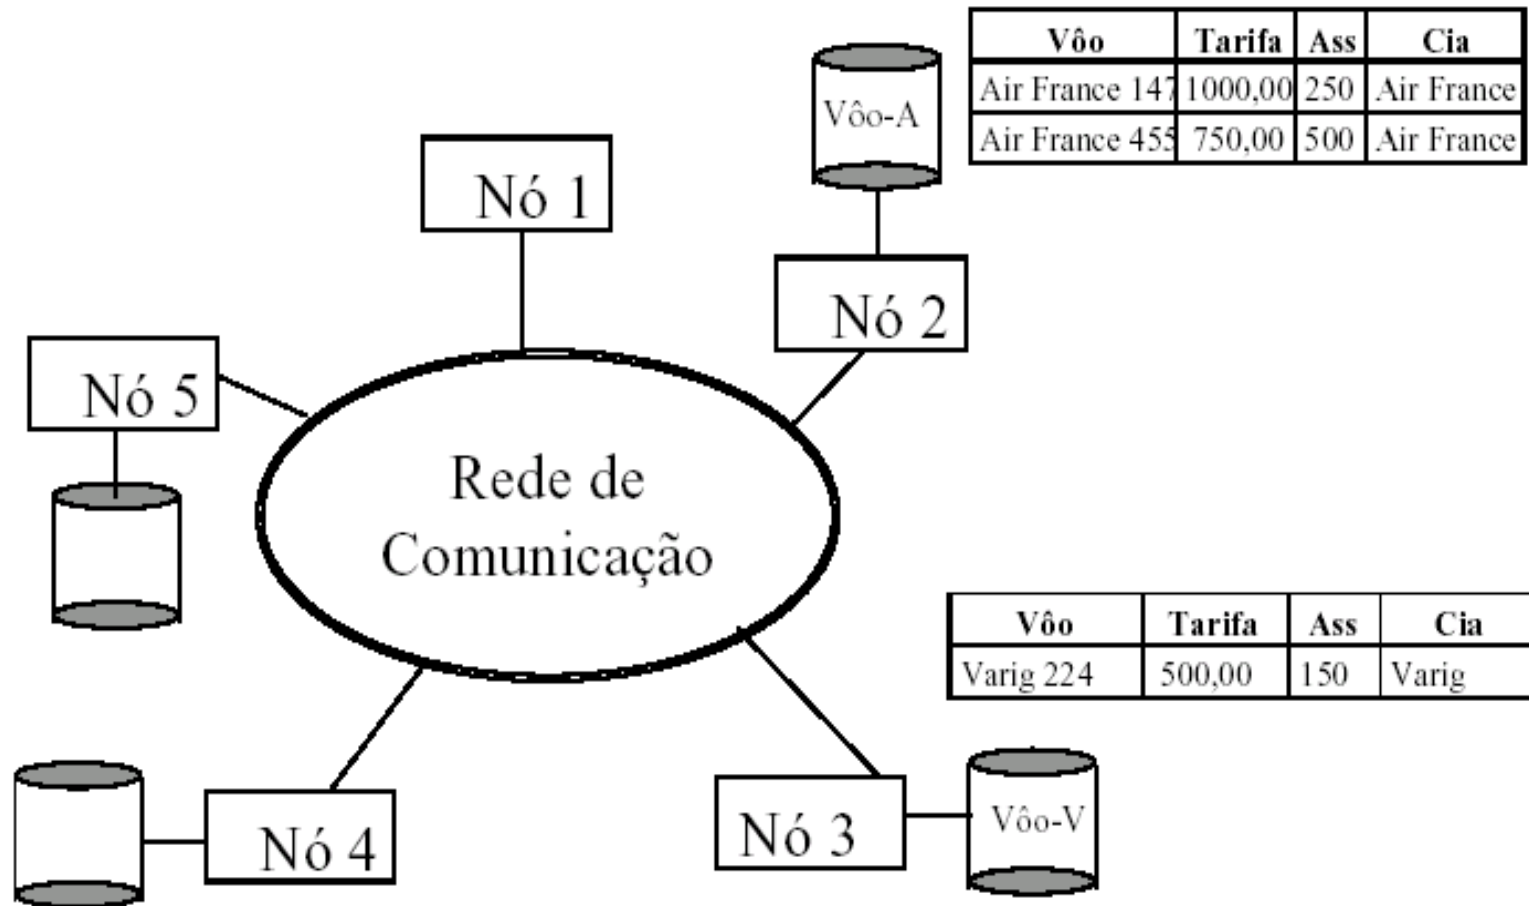 Vôo Tarifa Ass Cia
Air France 147 1000,00 250 Air France
Air France 455 750,00 500 Air France
Vôo-A
Nó 1
Nó 2
Nó 5
Rede de
Comunicação
Vôo Tarifa Ass Cia
Varig 224 500,00 150 Varig
Vôo-V
Nó 3
Nó 4